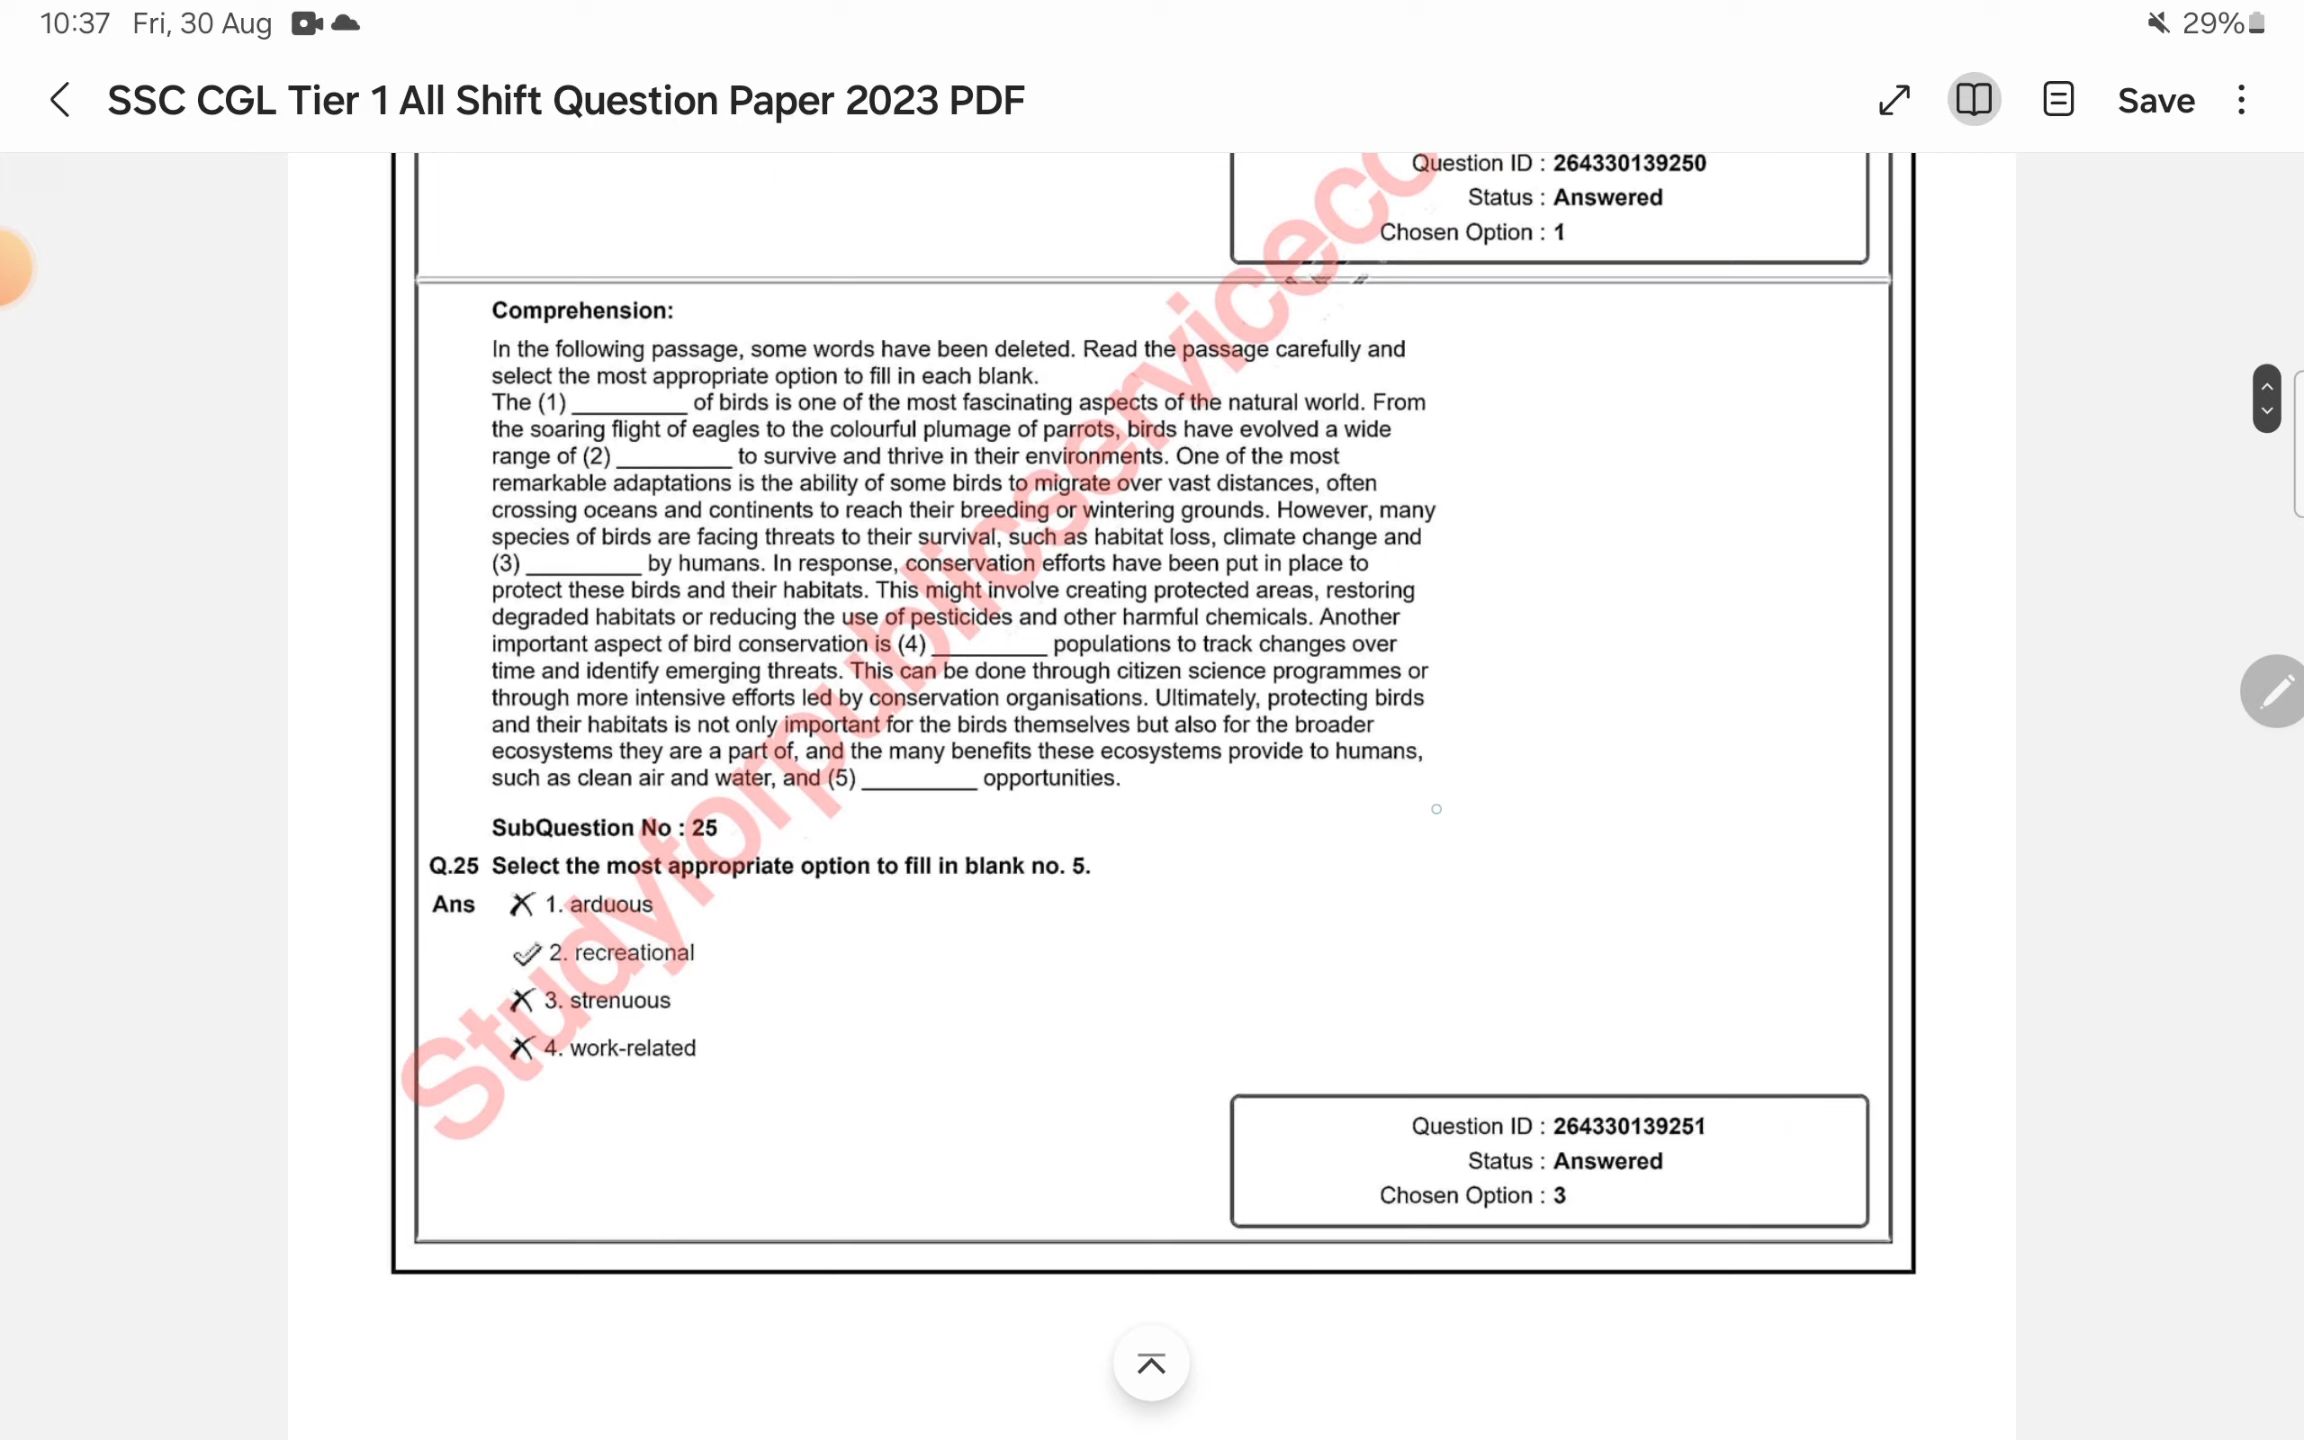 10:37 Fri, 30 Aug
29%
SSC CGL Tier 1 All Shift Question Paper 2023 PDF
Save
Question ID : 264330139250
Status : Answered
Chosen Option : 1
Comprehension:
In the following passage, some words have been deleted. Read the passage carefully and
select the most appropriate option to fill in each blank.
The (1) _________ of birds is one of the most fascinating aspects of the natural world. From
the soaring flight of eagles to the colourful plumage of parrots, birds have evolved a wide
range of (2) _________ to survive and thrive in their environments. One of the most
remarkable adaptations is the ability of some birds to migrate over vast distances, often
crossing oceans and continents to reach their breeding or wintering grounds. However, many
species of birds are facing threats to their survival, such as habitat loss, climate change and
(3) _________ by humans. In response, conservation efforts have been put in place to
protect these birds and their habitats. This might involve creating protected areas, restoring
degraded habitats or reducing the use of pesticides and other harmful chemicals. Another
important aspect of bird conservation is (4) _________ populations to track changes over
time and identify emerging threats. This can be done through citizen science programmes or
through more intensive efforts led by conservation organisations. Ultimately, protecting birds
and their habitats is not only important for the birds themselves but also for the broader
ecosystems they are a part of, and the many benefits these ecosystems provide to humans,
such as clean air and water, and (5) _________ opportunities.
SubQuestion No : 25
Q.25 Select the most appropriate option to fill in blank no. 5.
Ans 1. arduous
2. recreational
3. strenuous
4. work-related
Question ID : 264330139251
Status : Answered
Chosen Option : 3
Studyforpublicserviceco